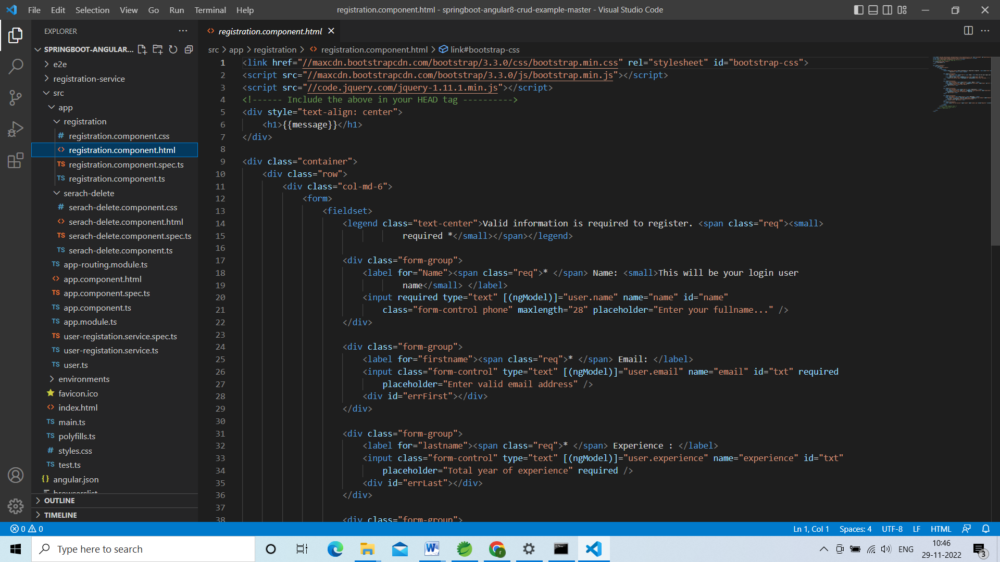 File Edit Selection View Go Run Terminal Help
registration.component.html - springboot-angular8-crud-example-master - Visual Studio Code
EXPLORER
SPRINGBOOT-ANGULAR...
e2e
registration-service
src
app
registration
registration.component.css
registration.component.html
registration.component.spec.ts
registration.component.ts
serach-delete
serach-delete.component.css
serach-delete.component.html
serach-delete.component.spec.ts
serach-delete.component.ts
app-routing.module.ts
app.component.html
app.component.spec.ts
app.component.ts
app.module.ts
user-registation.service.spec.ts
user-registation.service.ts
user.ts
environments
favicon.ico
index.html
main.ts
polyfills.ts
styles.css
test.ts
angular.json
browserslist
OUTLINE
TIMELINE
registration.component.html
src > app > registration > registration.component.html > link#bootstrap-css
1 <link href="//maxcdn.bootstrapcdn.com/bootstrap/3.3.0/css/bootstrap.min.css" rel="stylesheet" id="bootstrap-css">
2 <script src="//maxcdn.bootstrapcdn.com/bootstrap/3.3.0/js/bootstrap.min.js"></script>
3 <script src="//code.jquery.com/jquery-1.11.1.min.js"></script>
4 <!------ Include the above in your HEAD tag ---------->
5 <div style="text-align: center">
6 <h1>{{message}}</h1>
7 </div>
8
9 <div class="container">
10 <div class="row">
11 <div class="col-md-6">
12 <form>
13 <fieldset>
14 <legend class="text-center">Valid information is required to register. <span class="req"><small>
15 required *</small></span></legend>
16
17 <div class="form-group">
18 <label for="Name"><span class="req">* </span> Name: <small>This will be your login user
19 name</small> </label>
20 <input required type="text" [(ngModel)]="user.name" name="name" id="name"
21 class="form-control phone" maxlength="28" placeholder="Enter your fullname..." />
22 </div>
23
24 <div class="form-group">
25 <label for="firstname"><span class="req">* </span> Email: </label>
26 <input class="form-control" type="text" [(ngModel)]="user.email" name="email" id="txt" required
27 placeholder="Enter valid email address" />
28 <div id="errFirst"></div>
29 </div>
30
31 <div class="form-group">
32 <label for="lastname"><span class="req">* </span> Experience : </label>
33 <input class="form-control" type="text" [(ngModel)]="user.experience" name="experience" id="txt"
34 placeholder="Total year of experience" required />
35 <div id="errLast"></div>
36 </div>
37
38 <div class="form-group">
0 0
Ln 1, Col 1 Spaces: 4 UTF-8 LF HTML
Type here to search
ENG
10:46
29-11-2022
3